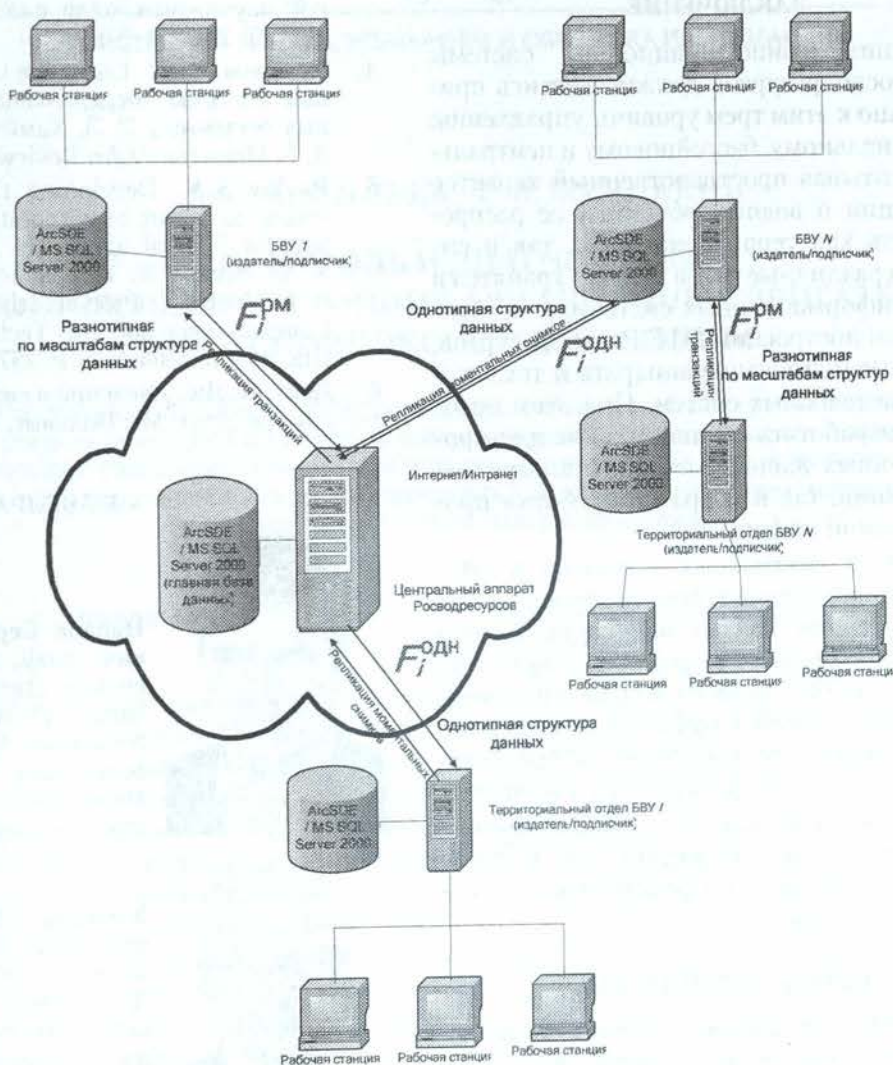 Рабочая станция
Рабочая станция
Рабочая станция
ArcSDE
/ MS SQL
Server 2000
БВУ 1
(издатель/подписчик)
Разнотипная
по масштабам структура
данных
F_i^рм
Репликация транзакций
Рабочая станция
Рабочая станция
Рабочая станция
ArcSDE
/ MS SQL
Server 2000
БВУ N
(издатель/подписчик)
Однотипная структура
данных
Репликация моментальных снимков
F_i^одн
Репликация
транзакций
F_i^рм
Разнотипная
по масштабам структур
данных
ArcSDE
/ MS SQL
Server 2000
Территориальный отдел БВУ N
(издатель/подписчик)
Рабочая станция
Рабочая станция
Рабочая станция
Интернет/Интранет
ArcSDE
/ MS SQL
Server 2000
(главная база
данных)
Центральный аппарат
Росводресурсов
F_i^одн
Репликация моментальных
снимков
Однотипная структура
данных
ArcSDE
/ MS SQL
Server 2000
Территориальный отдел БВУ I
(издатель/подписчик)
Рабочая станция
Рабочая станция
Рабочая станция